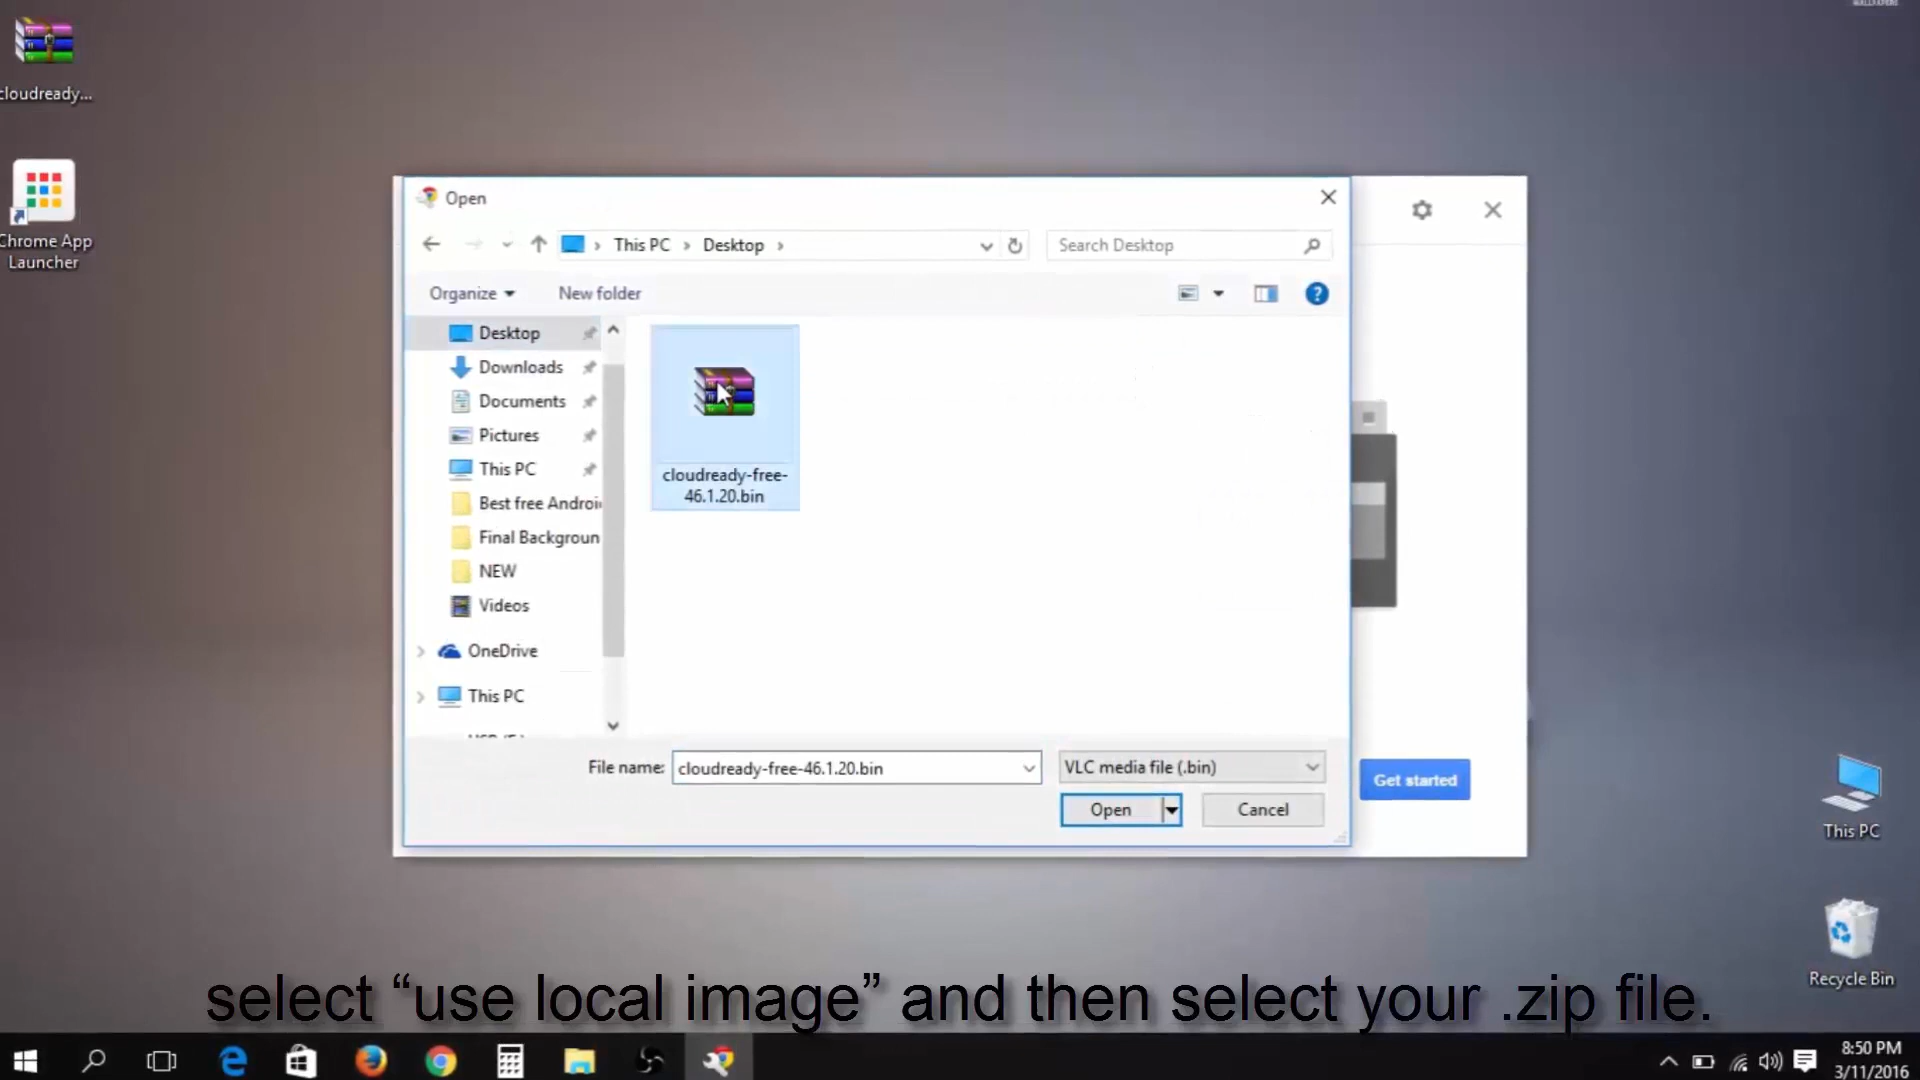 cloudready...
Chrome App
Launcher
Open
This PC
Desktop
Search Desktop
Organize
New folder
Desktop
Downloads
Documents
Pictures
This PC
Best free Androi
Final Backgroun
NEW
Videos
OneDrive
This PC
cloudready-free-
46.1.20.bin
File name:
cloudready-free-46.1.20.bin
VLC media file (.bin)
Open
Cancel
Get started
This PC
Recycle Bin
select “use local image” and then select your .zip file.
8:50 PM
3/11/2016